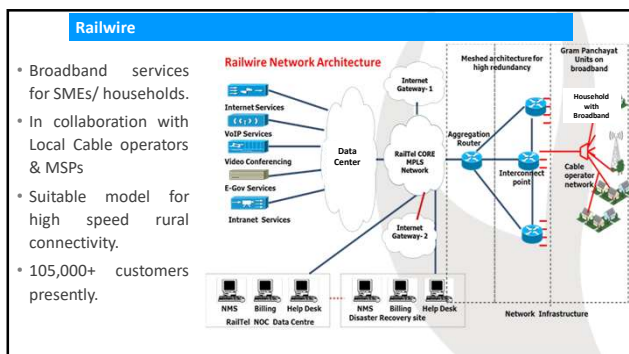 Railwire
• Broadband services
for SMEs/ households.
• In collaboration with
Local Cable operators
& MSPs
• Suitable model for
high speed rural
connectivity.
• 105,000+ customers
presently.
Railwire Network Architecture
Internet Services
VoIP Services
Video Conferencing
E-Gov Services
Intranet Services
Data
Center
Internet
Gateway-1
RailTel CORE
MPLS
Network
Internet
Gateway- 2
Meshed architecture for
high redundancy
Aggregation
Router
Interconnect
point
Gram Panchayat
Units on
broadband
Household
with
Broadband
Cable
operator
network
NMS
Billing
Help Desk
RailTel NOC Data Centre
NMS
Billing
Help Desk
Disaster Recovery site
Network Infrastructure